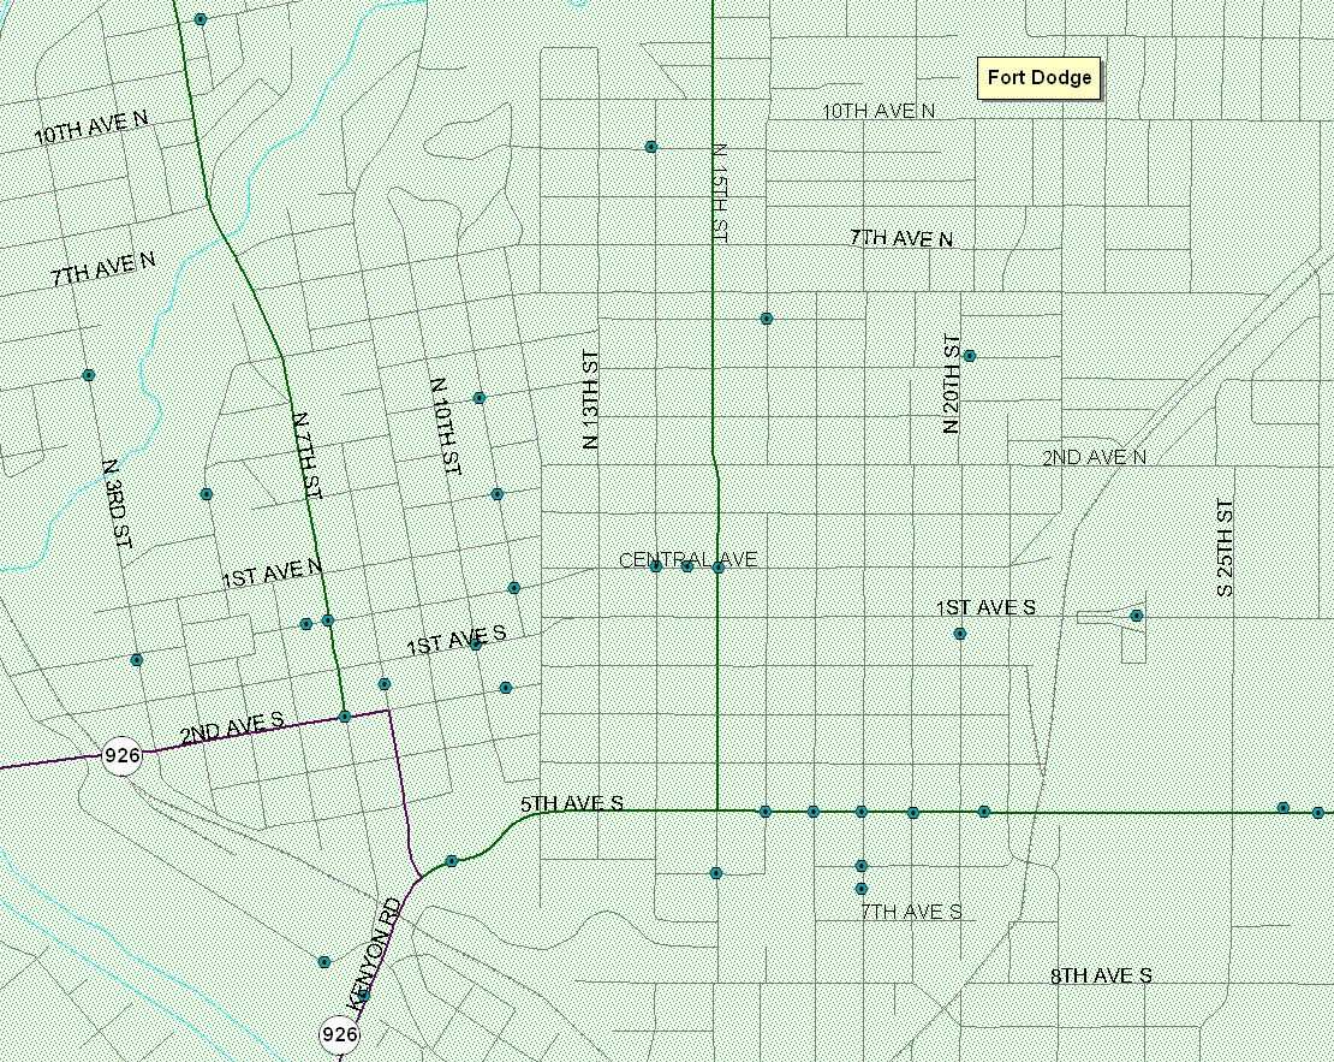 Fort Dodge
10TH AVE N
10TH AVE N
N 15TH ST
7TH AVE N
7TH AVE N
N 20TH ST
N 13TH ST
N 10TH ST
N 7TH ST
2ND AVE N
N 3RD ST
S 25TH ST
CENTRAL AVE
1ST AVE N
1ST AVE S
1ST AVE S
2ND AVE S
926
5TH AVE S
7TH AVE S
KENYON RD
8TH AVE S
926